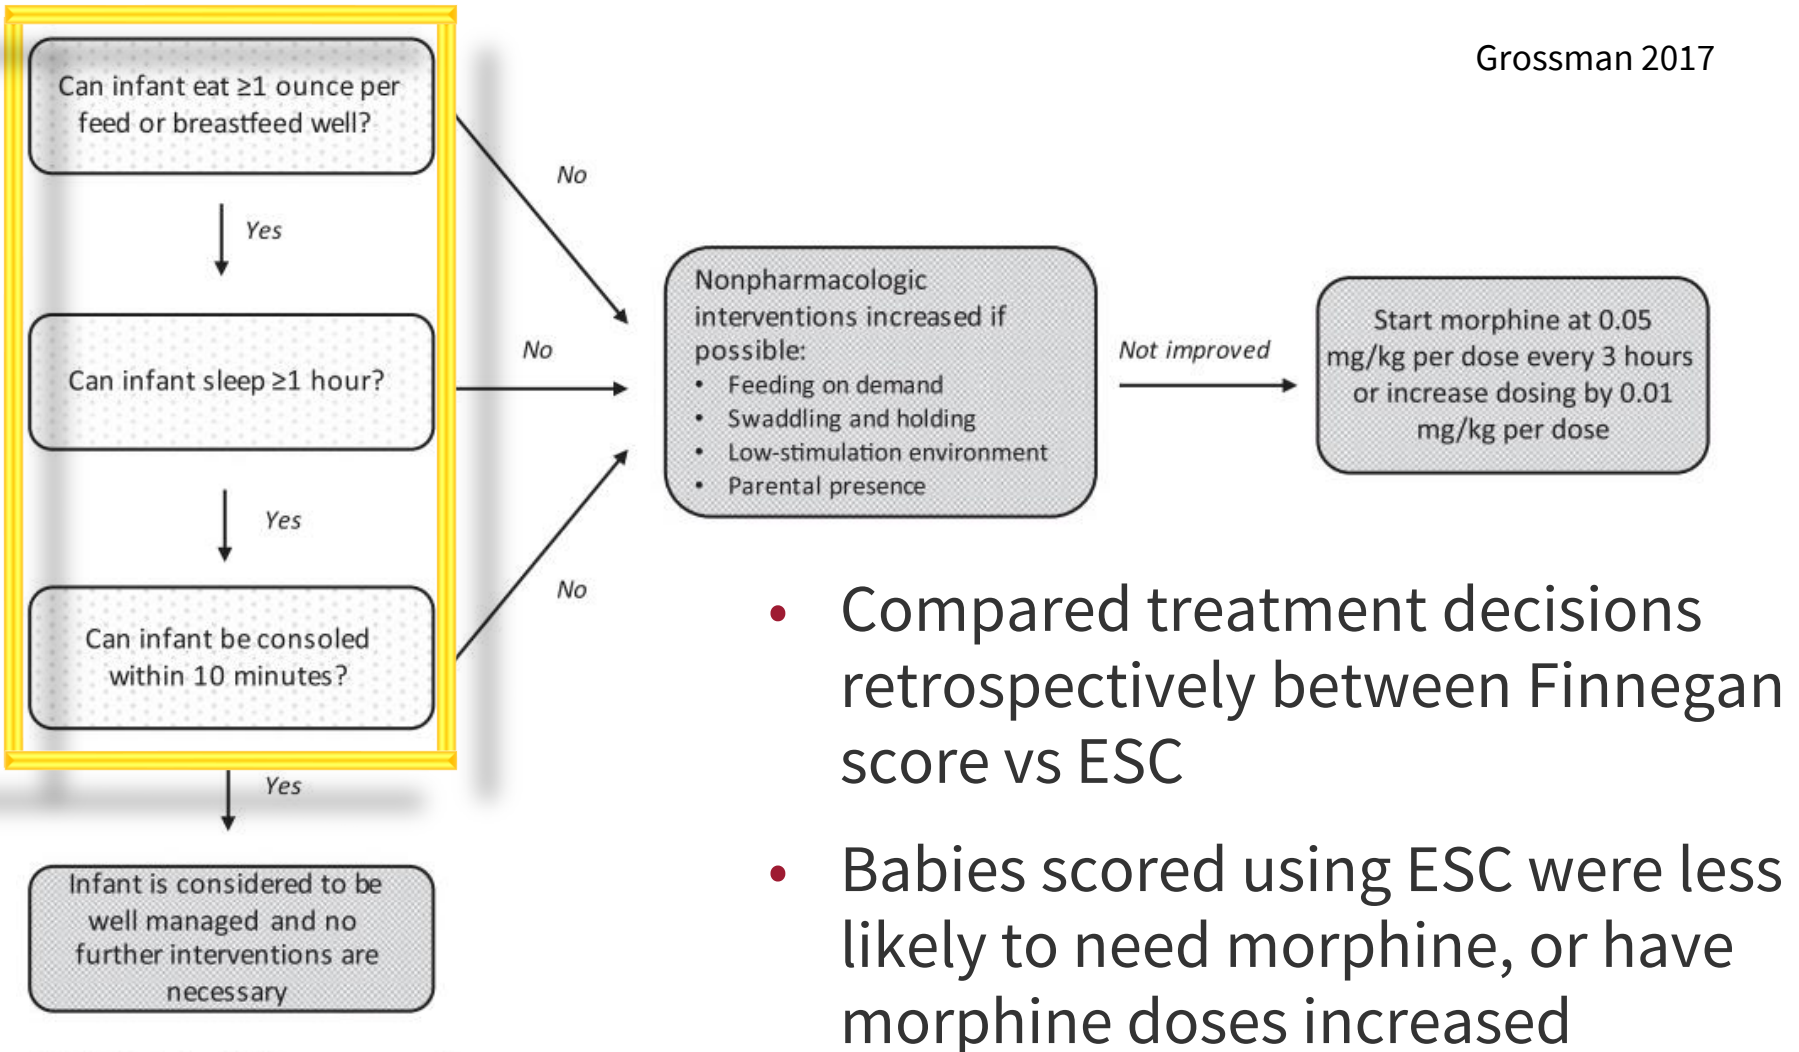 Grossman 2017
Can infant eat ≥1 ounce per
feed or breastfeed well?
No
Yes
Can infant sleep ≥1 hour?
No
Yes
Can infant be consoled
within 10 minutes?
No
Yes
Infant is considered to be
well managed and no
further interventions are
necessary
Nonpharmacologic
interventions increased if
possible:
• Feeding on demand
• Swaddling and holding
• Low-stimulation environment
• Parental presence
Not improved
Start morphine at 0.05
mg/kg per dose every 3 hours
or increase dosing by 0.01
mg/kg per dose
• Compared treatment decisions
retrospectively between Finnegan
score vs ESC
• Babies scored using ESC were less
likely to need morphine, or have
morphine doses increased